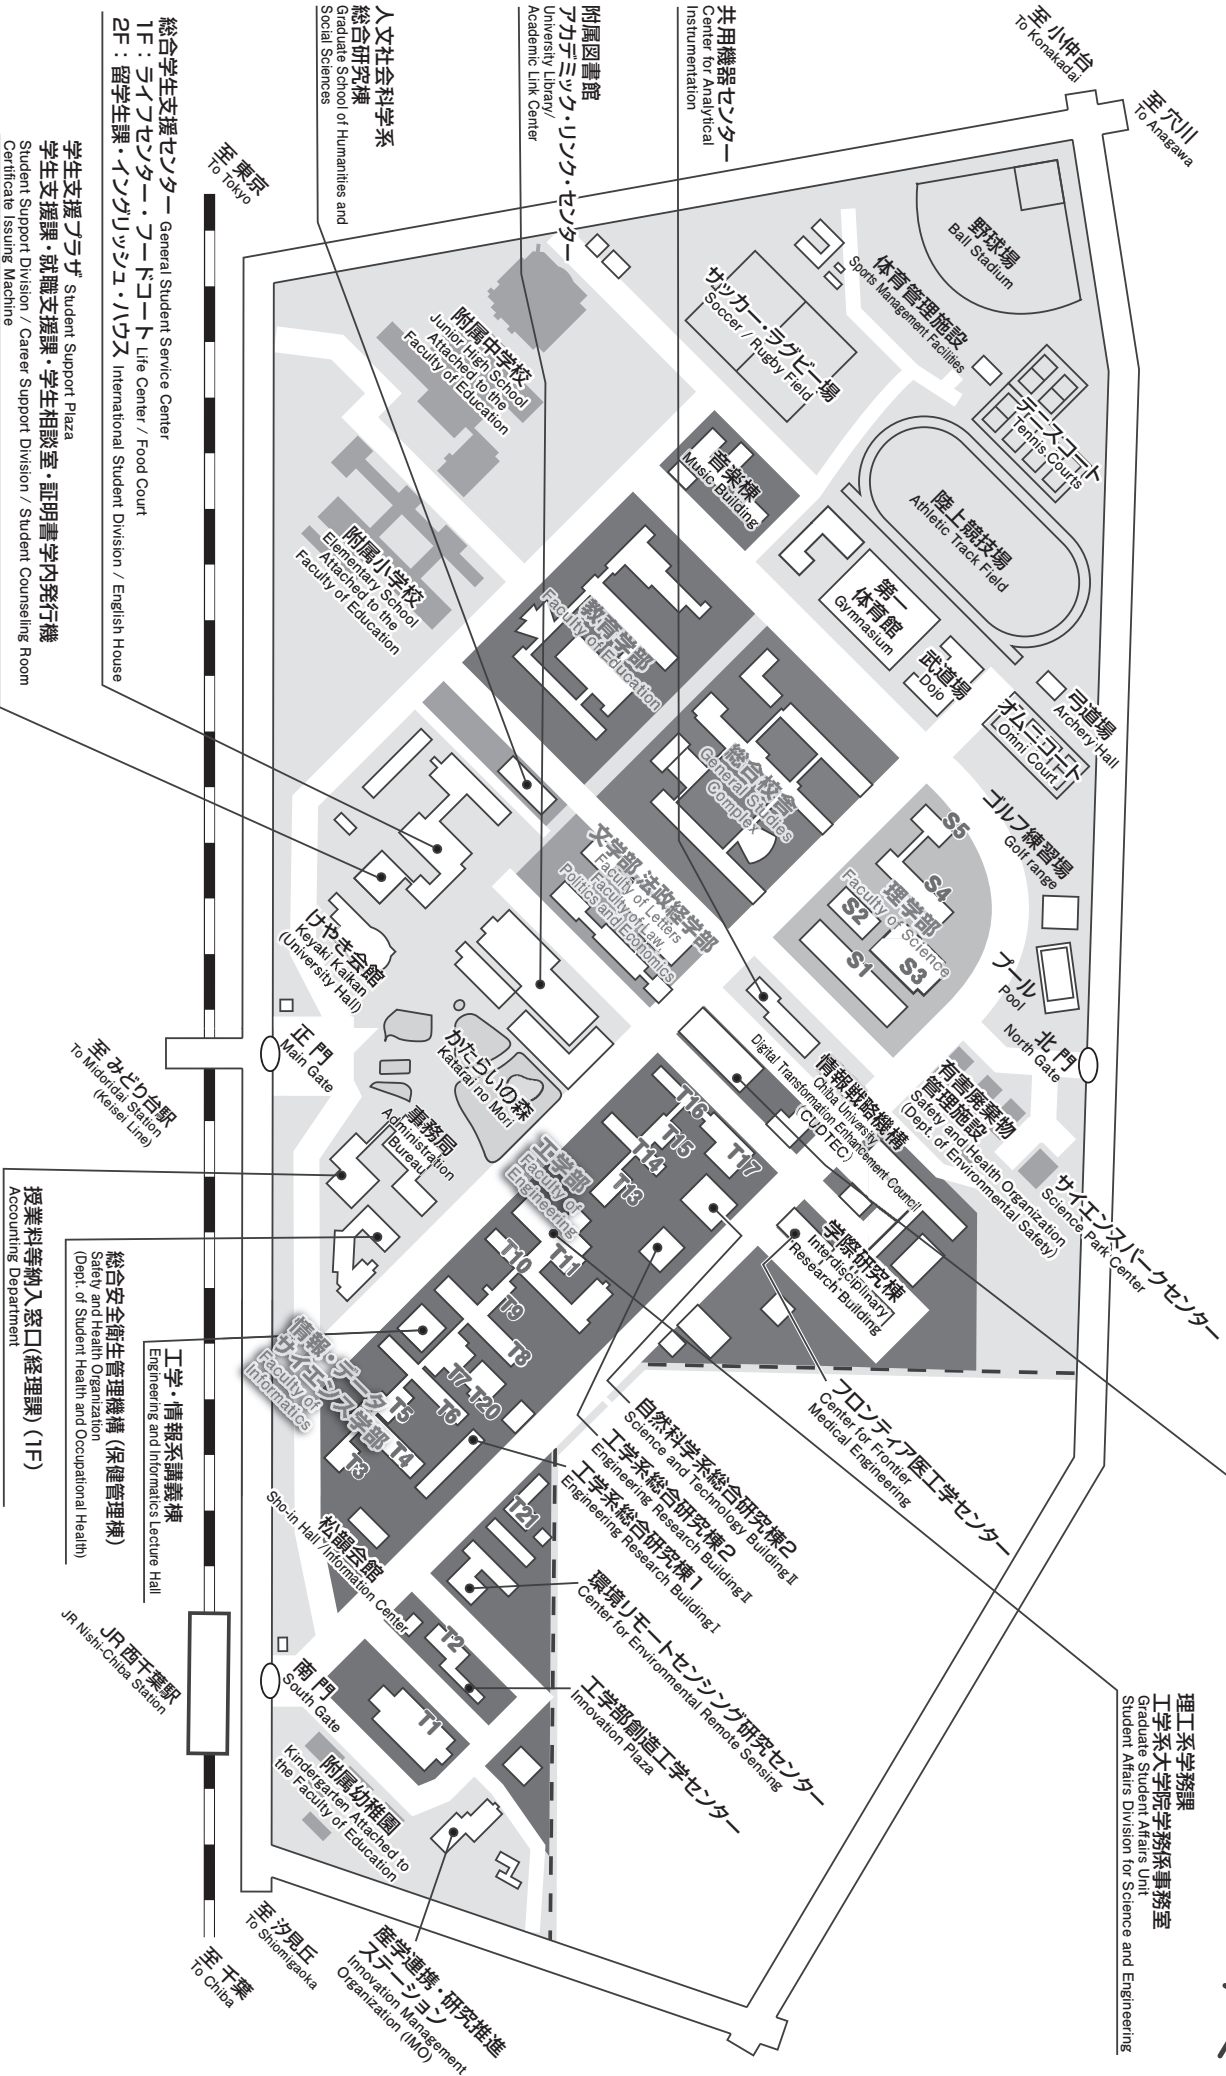 至 小仲台
To Konakadai
至 穴川
To Anagawa
共用機器センター
Center for Analytical
Instrumentation
附属図書館
アカデミック・リンク・センター
University Library/
Academic Link Center
人文社会科学系
総合研究棟
Graduate School of Humanities and
Social Sciences
総合学生支援センター General Student Service Center
1F：ライフセンター・フードコート Life Center / Food Court
2F：留学生課・イングリッシュ・ハウス International Student Division / English House
学生支援プラザ Student Support Plaza
学生支援課・就職支援課・学生相談室・証明書学内発行機
Student Support Division / Career Support Division / Student Counseling Room
Certificate Issuing Machine
至 東京
To Tokyo
野球場
Ball Stadium
体育管理施設
Sports Management Facilities
サッカー・ラグビー場
Soccer / Rugby Field
テニスコート
Tennis Courts
陸上競技場
Athletic Track Field
音楽棟
Music Building
第一
体育館
Gymnasium
武道場
Dojo
弓道場
Archery Hall
オムニコート
Omni Court
ゴルフ練習場
Golf range
プール
Pool
北門
North Gate
附属中学校
Junior High School
Attached to the
Faculty of Education
附属小学校
Elementary School
Attached to the
Faculty of Education
教育学部
Faculty of Education
総合校舎
General Studies
Complex
文学部,法政経学部
Faculty of Letters
Faculty of Law,
Politics and Economics
理学部
Faculty of Science
S5
S4
S2
S3
S1
けやき会館
Keyaki Kaikan
(University Hall)
正門
Main Gate
至 みどり台駅
To Midoridai Station
(Keisei Line)
かたらいの森
Katarai no Mori
事務局
Administration
Bureau
情報戦略機構
Chiba University
Digital Transformation Enhancement Council
(CUDTEC)
有害廃棄物
管理施設
Safety and Health Organization
(Dept. of Environmental Safety)
サイエンスパークセンター
Science Park Center
学際研究棟
Interdisciplinary
Research Building
工学部
Faculty of
Engineering
T16
T15
T17
T14
T13
T11
T10
T9
T8
T7
T20
T6
T5
T4
T3
情報・データ
サイエンス学部
Faculty of
Informatics
フロンティア医工学センター
Center for Frontier
Medical Engineering
自然科学系総合研究棟2
Science and Technology Building Ⅱ
工学系総合研究棟2
Engineering Research Building Ⅱ
工学系総合研究棟1
Engineering Research Building Ⅰ
環境リモートセンシング研究センター
Center for Environmental Remote Sensing
工学部創造工学センター
Innovation Plaza
T21
T2
T1
松韻会館
Sho-in Hall /Information Center
南門
South Gate
附属幼稚園
Kindergarten Attached to
the Faculty of Education
産学連携・研究推進
ステーション
Innovation Management
Organization (IMO)
授業料等納入窓口(経理課) (1F)
Accounting Department
総合安全衛生管理機構 (保健管理棟)
Safety and Health Organization
(Dept. of Student Health and Occupational Health)
工学・情報系講義棟
Engineering and Informatics Lecture Hall
JR 西千葉駅
JR Nishi-Chiba Station
至 汐見丘
To Shiomigaoka
至 千葉
To Chiba
理工系学務課
工学系大学院学務係事務室
Graduate Student Affairs Unit
Student Affairs Division for Science and Engineering